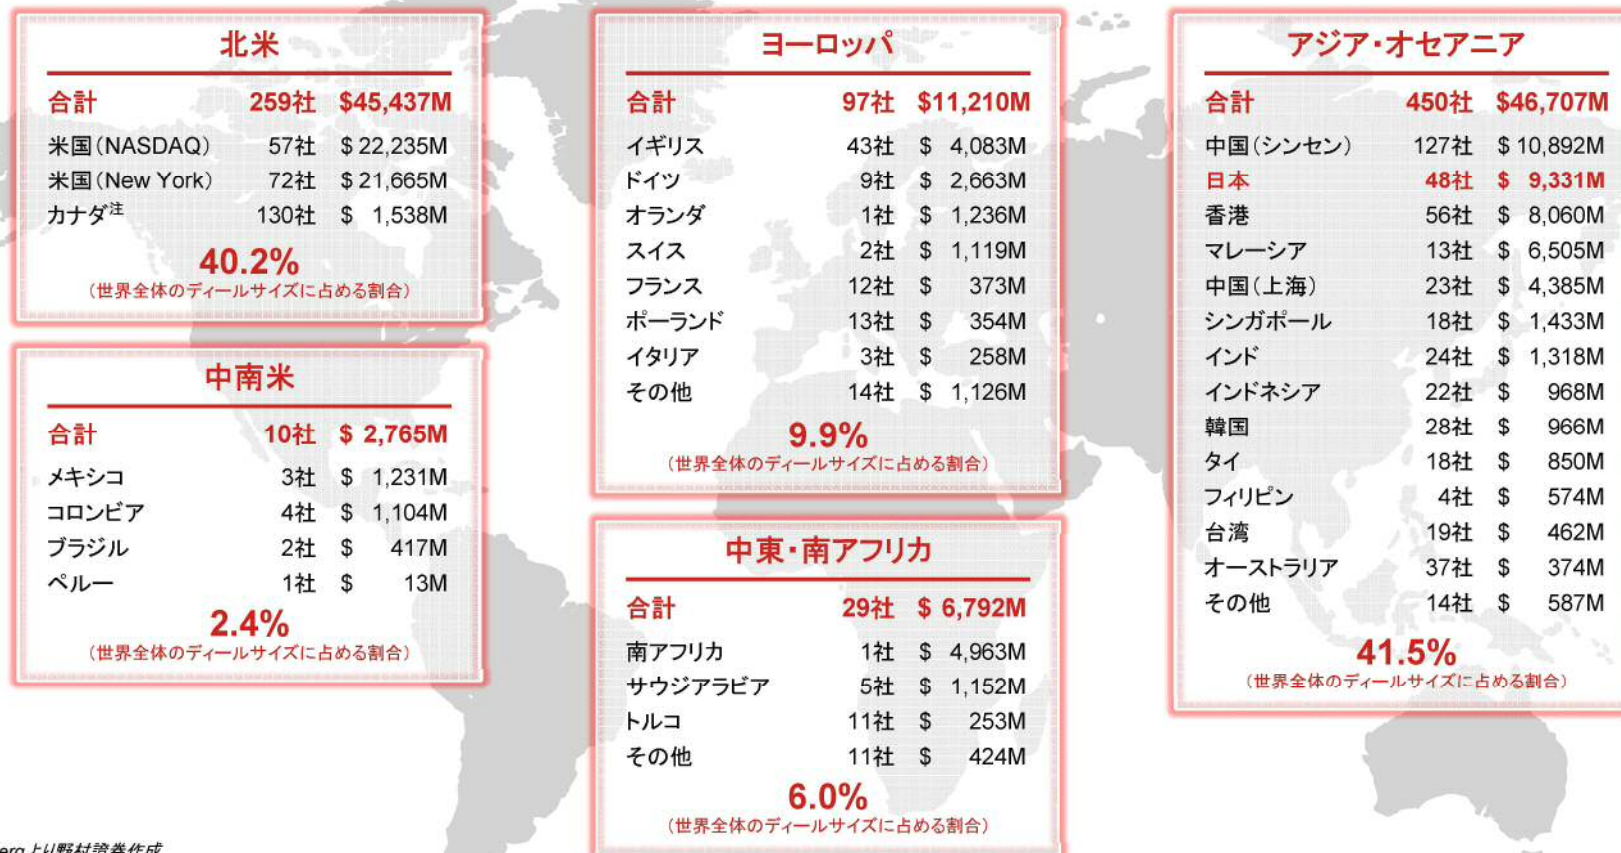 北米
合計 259社 $45,437M
米国(NASDAQ) 57社 $22,235M
米国(New York) 72社 $21,665M
カナダ注 130社 $ 1,538M
40.2%
(世界全体のディールサイズに占める割合)
中南米
合計 10社 $ 2,765M
メキシコ 3社 $ 1,231M
コロンビア 4社 $ 1,104M
ブラジル 2社 $ 417M
ペルー 1社 $ 13M
2.4%
(世界全体のディールサイズに占める割合)
ヨーロッパ
合計 97社 $11,210M
イギリス 43社 $ 4,083M
ドイツ 9社 $ 2,663M
オランダ 1社 $ 1,236M
スイス 2社 $ 1,119M
フランス 12社 $ 373M
ポーランド 13社 $ 354M
イタリア 3社 $ 258M
その他 14社 $ 1,126M
9.9%
(世界全体のディールサイズに占める割合)
中東・南アフリカ
合計 29社 $ 6,792M
南アフリカ 1社 $ 4,963M
サウジアラビア 5社 $ 1,152M
トルコ 11社 $ 253M
その他 11社 $ 424M
6.0%
(世界全体のディールサイズに占める割合)
アジア・オセアニア
合計 450社 $46,707M
中国(シンセン) 127社 $10,892M
日本 48社 $ 9,331M
香港 56社 $ 8,060M
マレーシア 13社 $ 6,505M
中国(上海) 23社 $ 4,385M
シンガポール 18社 $ 1,433M
インド 24社 $ 1,318M
インドネシア 22社 $ 968M
韓国 28社 $ 966M
タイ 18社 $ 850M
フィリピン 4社 $ 574M
台湾 19社 $ 462M
オーストラリア 37社 $ 374M
その他 14社 $ 587M
41.5%
(世界全体のディールサイズに占める割合)
より野村證券作成